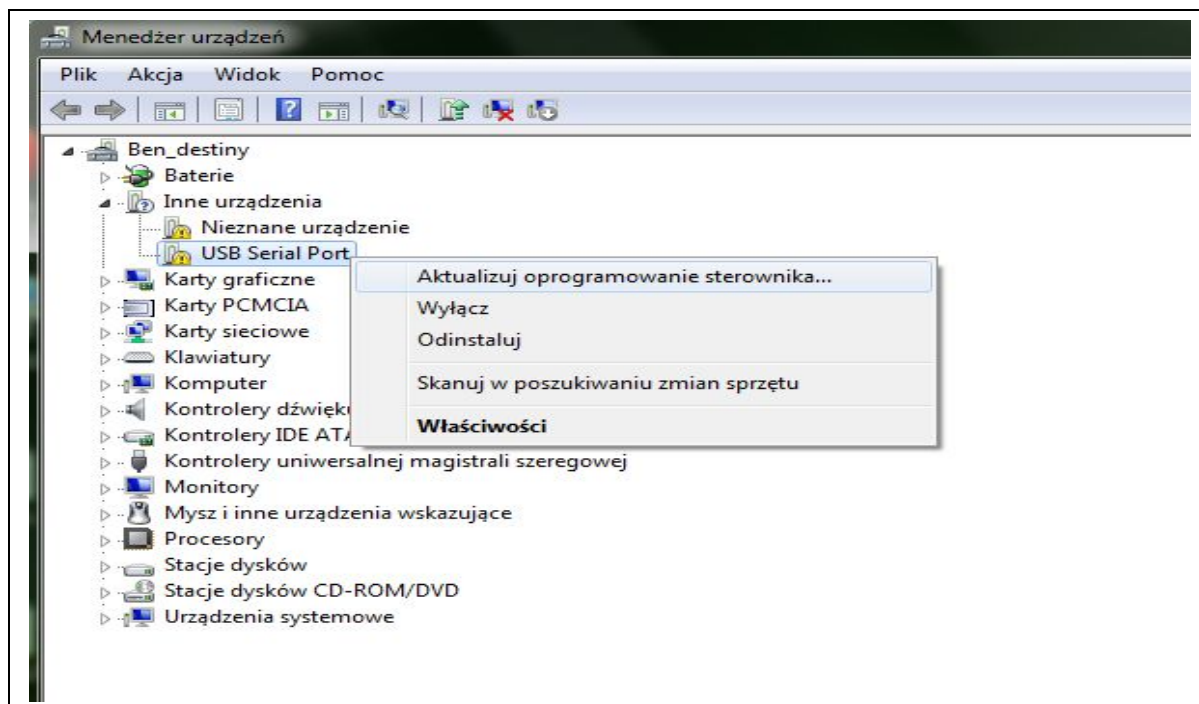 Menedżer urządzeń
Plik Akcja Widok Pomoc
Ben_destiny
Baterie
Inne urządzenia
Nieznane urządzenie
USB Serial Port
Karty graficzne
Karty PCMCIA
Karty sieciowe
Klawiatury
Komputer
Kontrolery dźwięku
Kontrolery IDE ATA
Kontrolery uniwersalnej magistrali szeregowej
Monitory
Mysz i inne urządzenia wskazujące
Procesory
Stacje dysków
Stacje dysków CD-ROM/DVD
Urządzenia systemowe
Aktualizuj oprogramowanie sterownika...
Wyłącz
Odinstaluj
Skanuj w poszukiwaniu zmian sprzętu
Właściwości